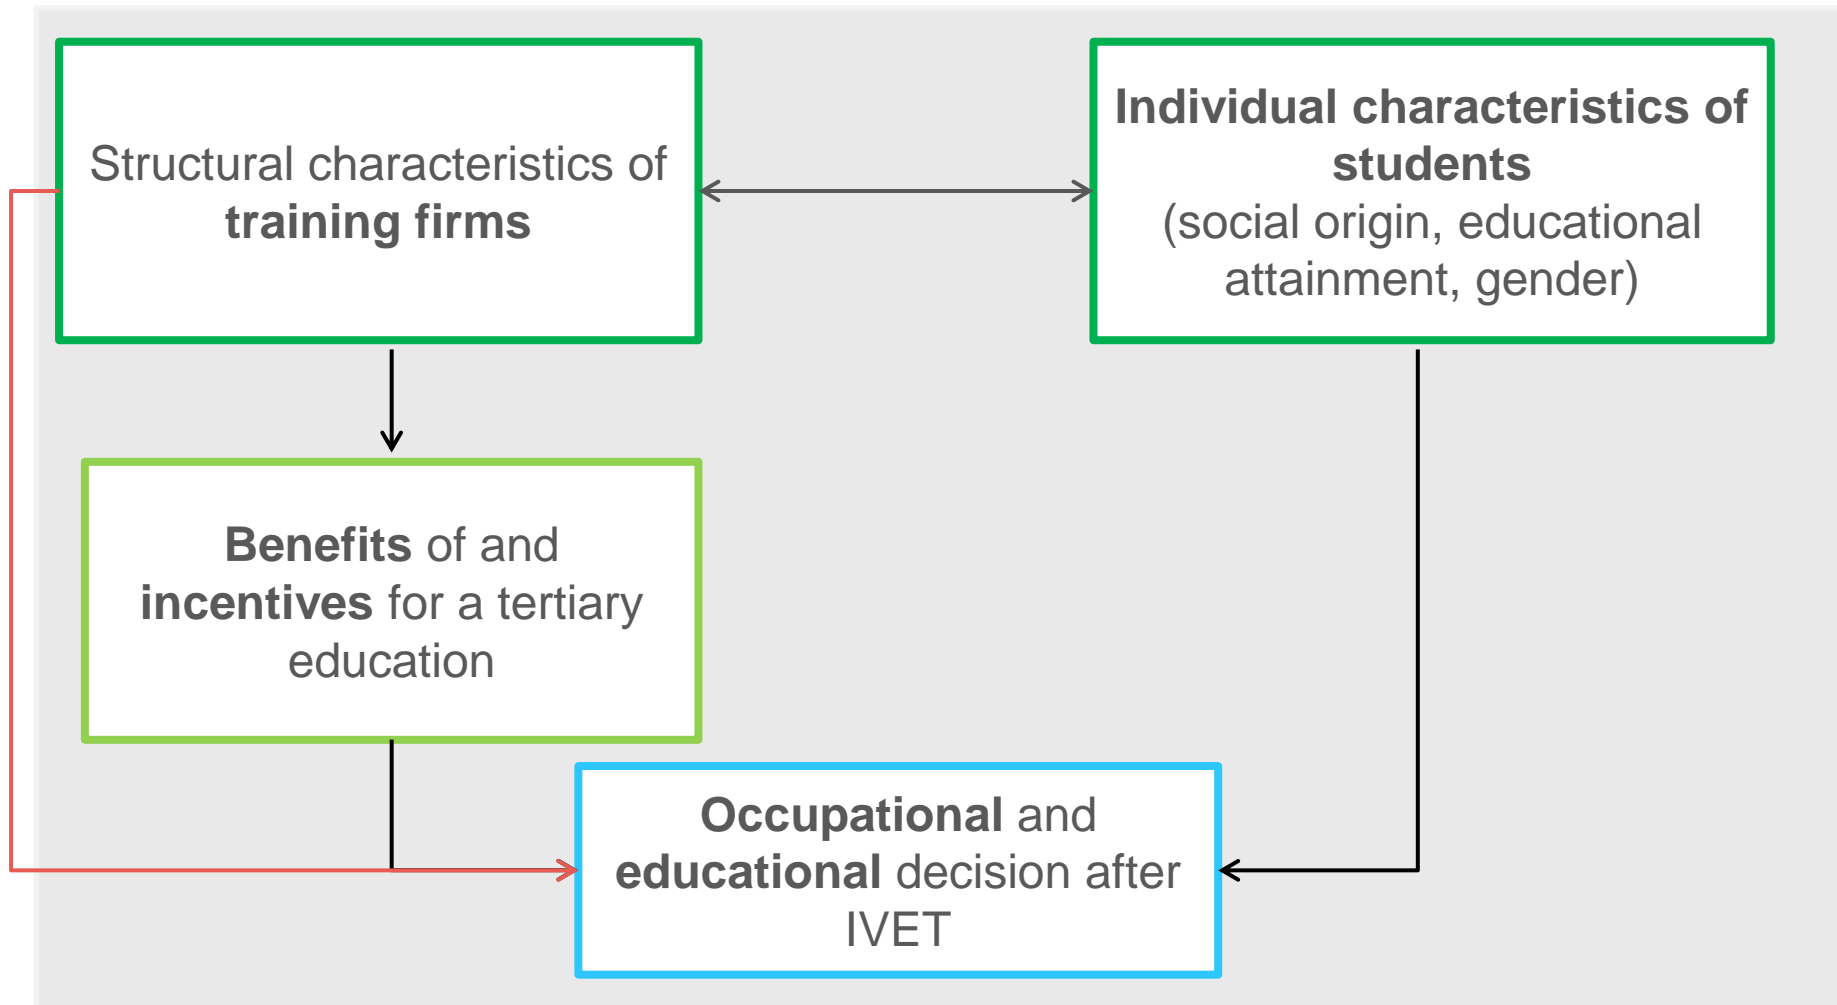 Structural characteristics of
training firms
Individual characteristics of
students
(social origin, educational
attainment, gender)
Benefits of and
incentives for a tertiary
education
Occupational and
educational decision after
IVET